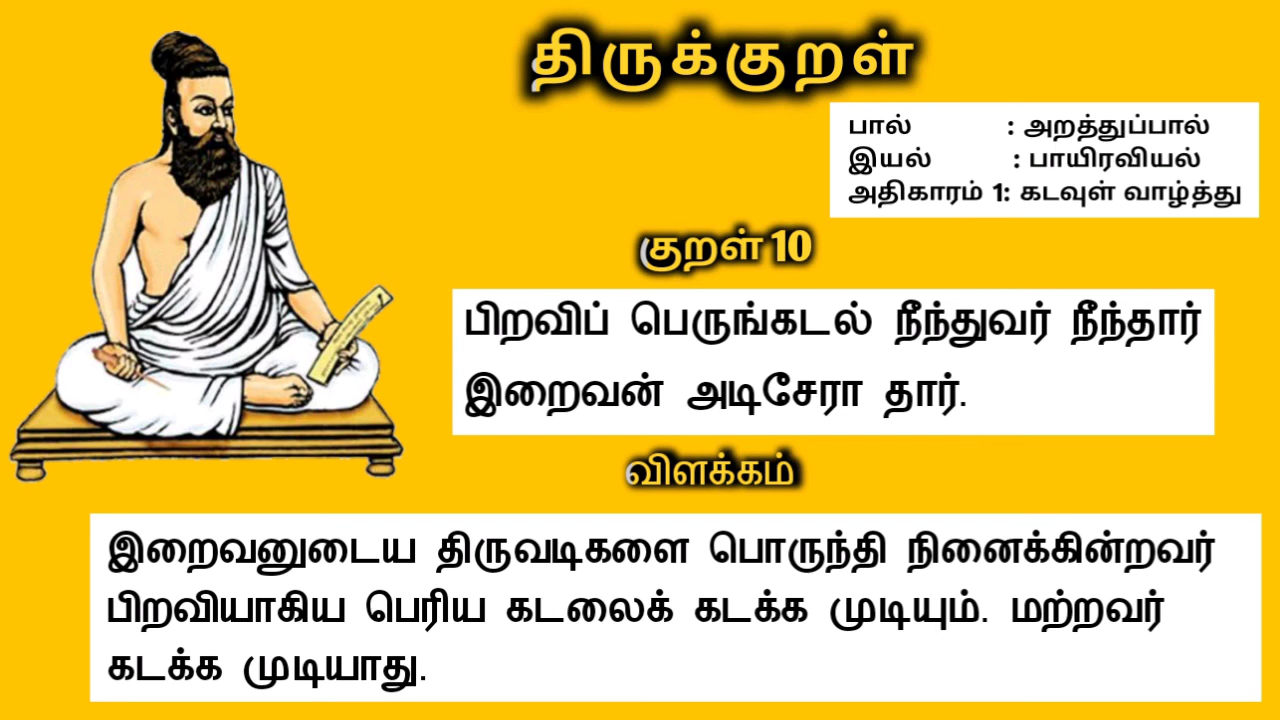 திருக்குறள்
பால் : அறத்துப்பால்
இயல் : பாயிரவியல்
அதிகாரம் 1: கடவுள் வாழ்த்து
குறள் 10
பிறவிப் பெருங்கடல் நீந்துவர் நீந்தார்
இறைவன் அடிசேரா தார்.
விளக்கம்
இறைவனுடைய திருவடிகளை பொருந்தி நினைக்கின்றவர்
பிறவியாகிய பெரிய கடலைக் கடக்க முடியும். மற்றவர்
கடக்க முடியாது.